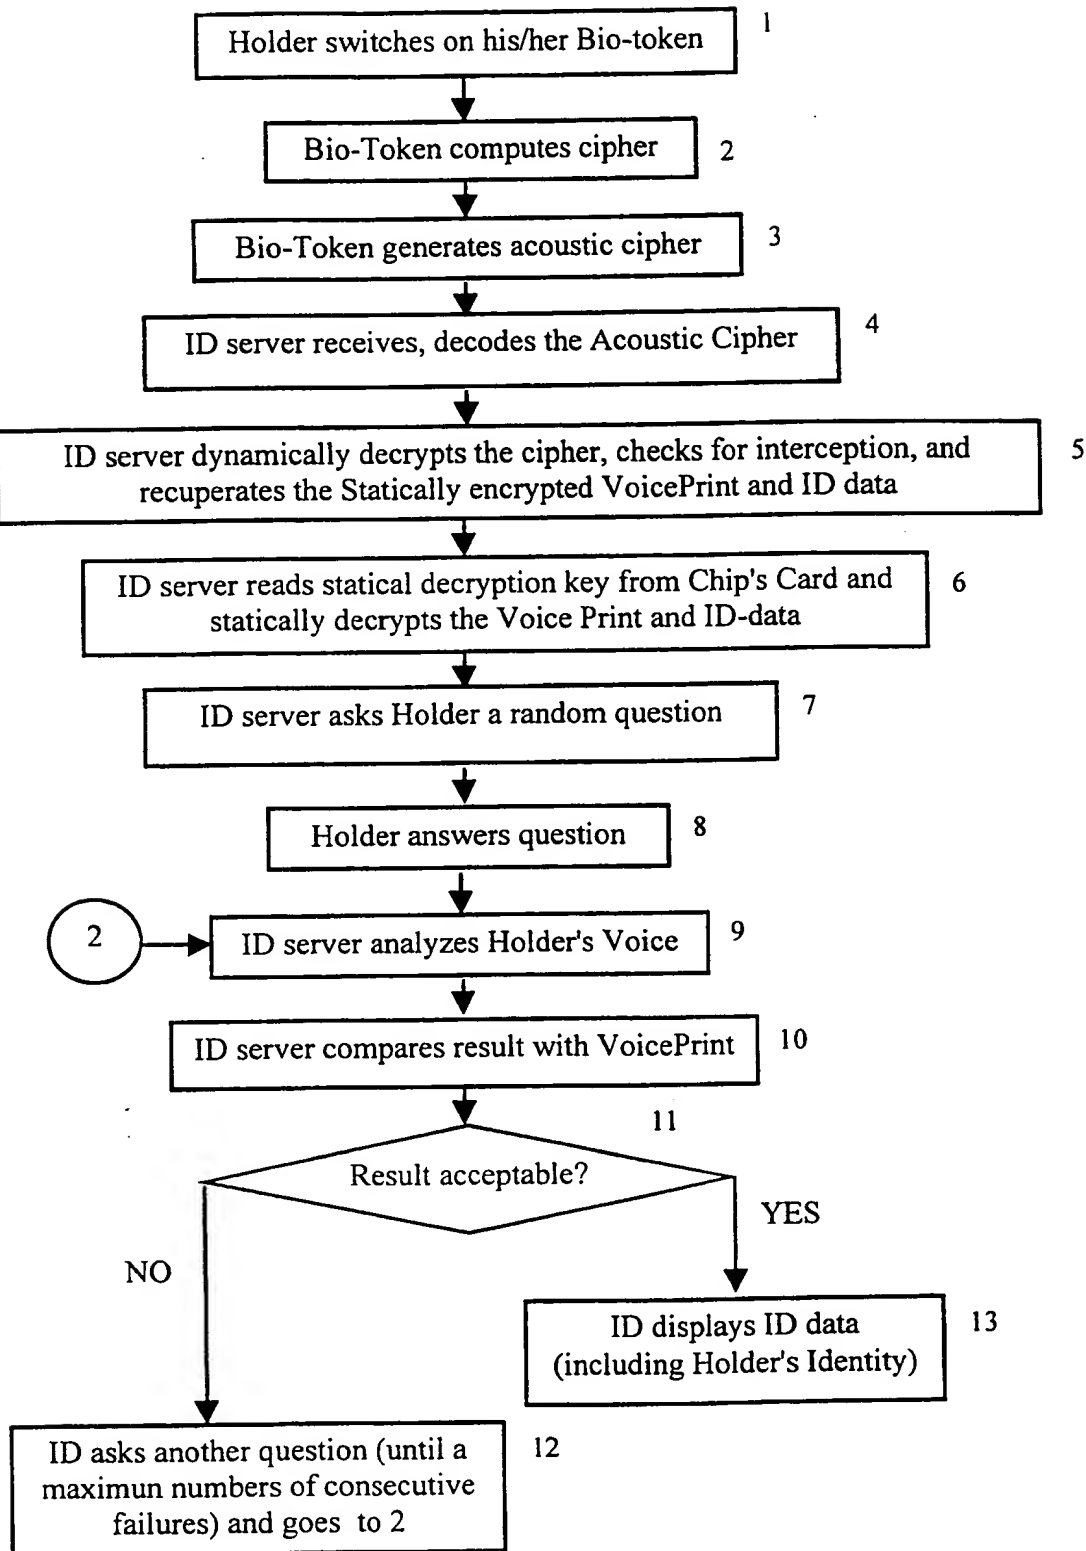 Holder switches on his/her Bio-token
1
Bio-Token computes cipher
2
Bio-Token generates acoustic cipher
3
ID server receives, decodes the Acoustic Cipher
4
ID server dynamically decrypts the cipher, checks for interception, and
recuperates the Statically encrypted VoicePrint and ID data
5
ID server reads statical decryption key from Chip's Card and
statically decrypts the Voice Print and ID-data
6
ID server asks Holder a random question
7
Holder answers question
8
2
ID server analyzes Holder's Voice
9
ID server compares result with VoicePrint
10
11
Result acceptable?
YES
NO
ID displays ID data
(including Holder's Identity)
13
ID asks another question (until a
maximun numbers of consecutive
failures) and goes to 2
12